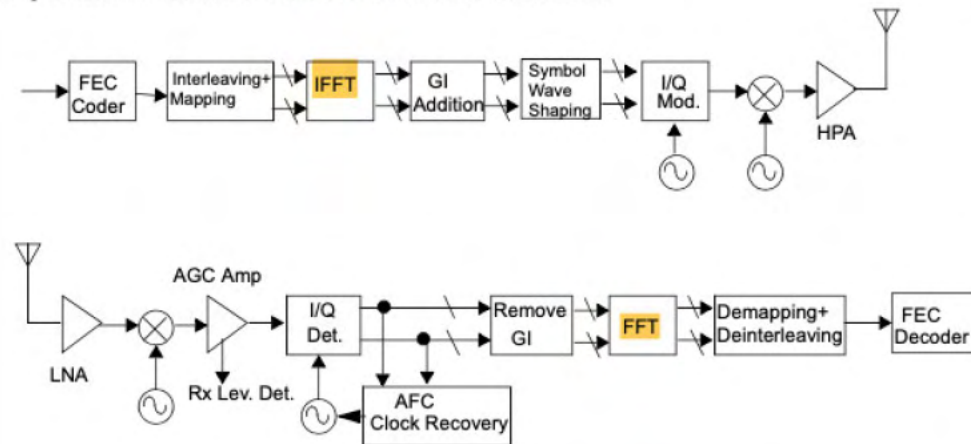 FEC
Coder
Interleaving+
Mapping
IFFT
GI
Addition
Symbol
Wave
Shaping
I/Q
Mod.
HPA
LNA
AGC Amp
Rx Lev. Det.
I/Q
Det.
AFC
Clock Recovery
Remove
GI
FFT
Demapping+
Deinterleaving
FEC
Decoder